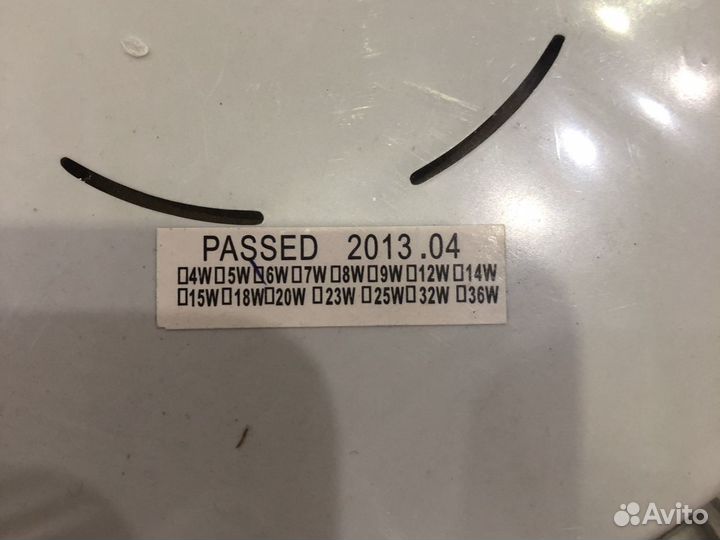 PASSED 2013.04
☐4W☐5W☐6W☐7W☐8W☐9W☐12W☐14W
☐15W☐18W☐20W ☐23W ☐25W☐32W ☐36W
Avito